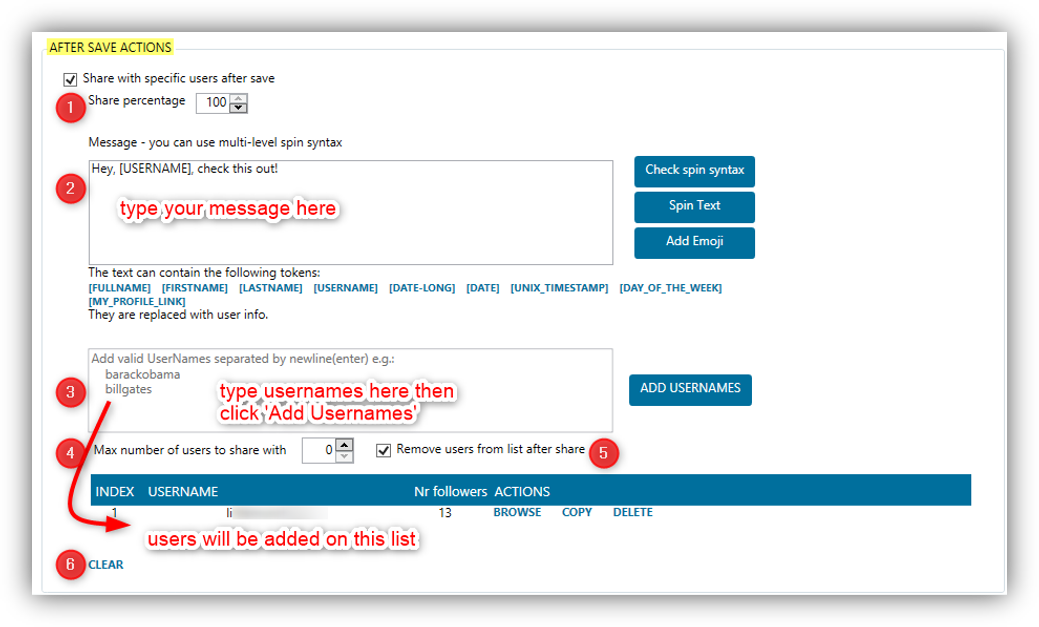 AFTER SAVE ACTIONS
Share with specific users after save
1 Share percentage 100
Message - you can use multi-level spin syntax
Hey, [USERNAME], check this out!
Check spin syntax
2
type your message here
Spin Text
Add Emoji
The text can contain the following tokens:
[FULLNAME] [FIRSTNAME] [LASTNAME] [USERNAME] [DATE-LONG] [DATE] [UNIX_TIMESTAMP] [DAY_OF_THE_WEEK]
[MY_PROFILE_LINK]
They are replaced with user info.
Add valid UserNames separated by newline(enter) e.g.:
barackobama
billgates
3
type usernames here then
click 'Add Usernames'
ADD USERNAMES
4 Max number of users to share with 0 Remove users from list after share 5
INDEX USERNAME Nr followers ACTIONS
1 13 BROWSE COPY DELETE
users will be added on this list
6 CLEAR